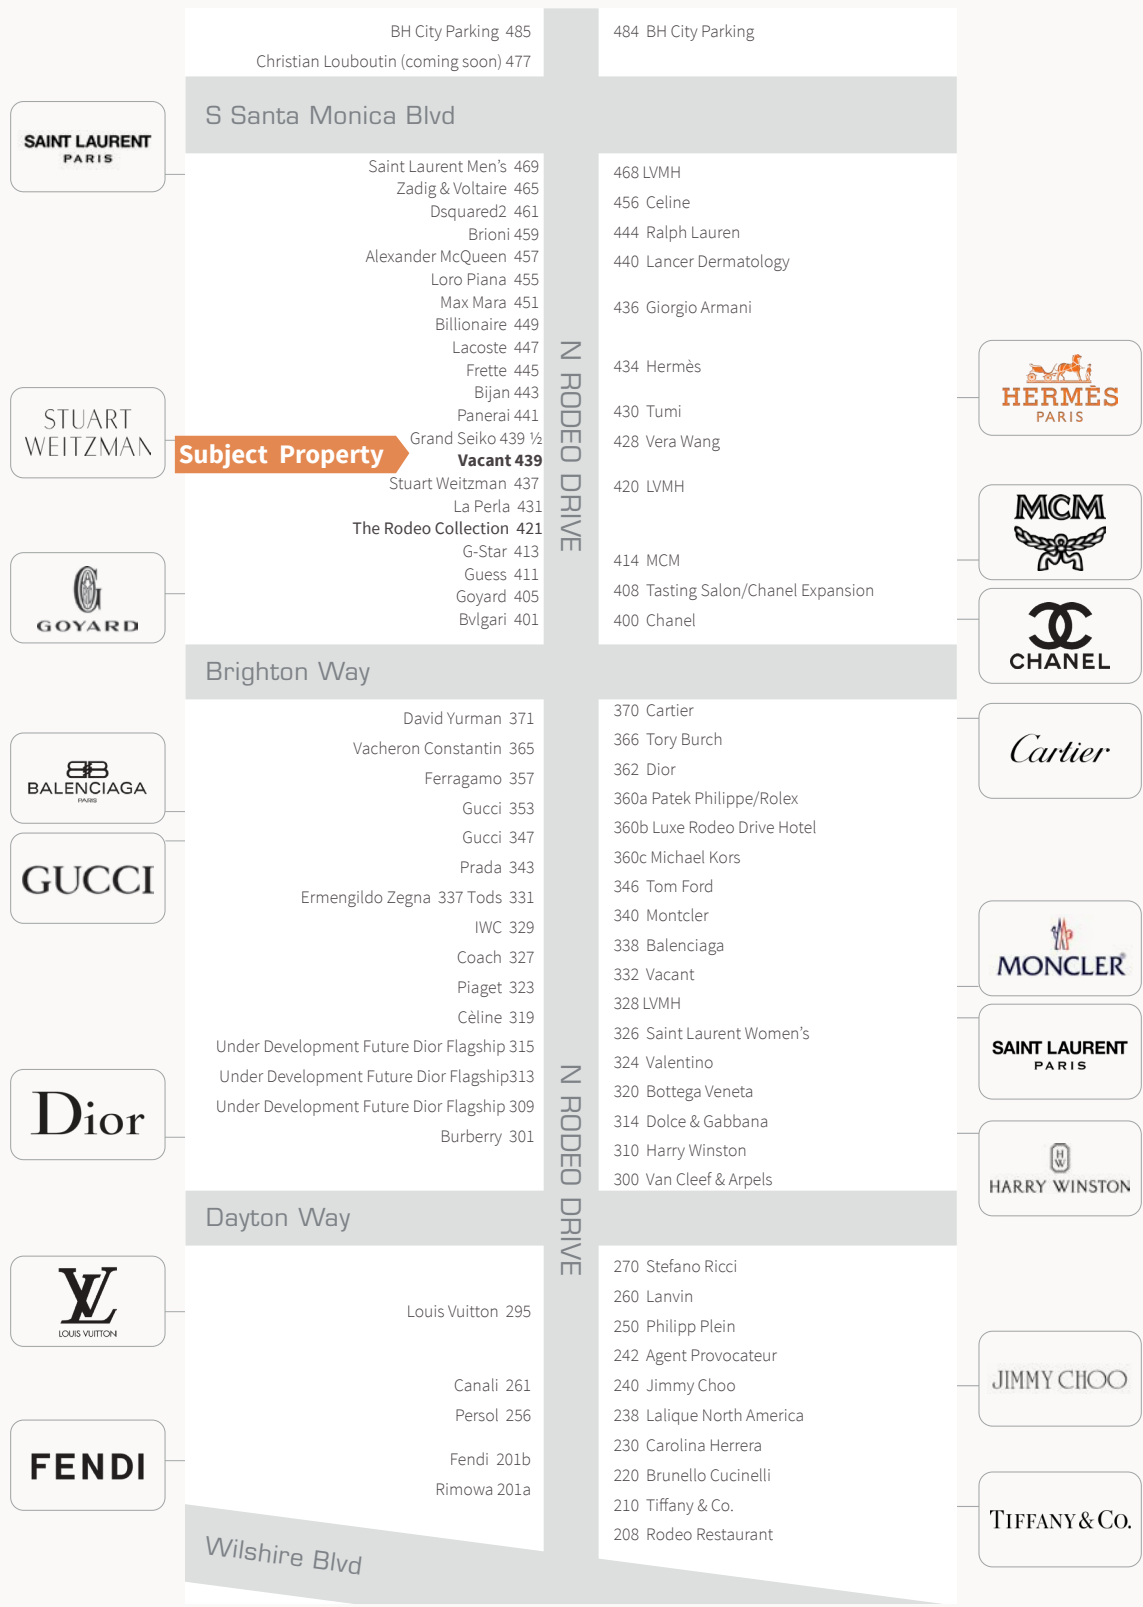 BH City Parking 485
Christian Louboutin (coming soon) 477
484 BH City Parking
S Santa Monica Blvd
SAINT LAURENT
PARIS
Saint Laurent Men’s 469
Zadig & Voltaire 465
Dsquared2 461
Brioni 459
Alexander McQueen 457
Loro Piana 455
Max Mara 451
Billionaire 449
Lacoste 447
Frette 445
Bijan 443
Panerai 441
Grand Seiko 439 ½
Vacant 439
Stuart Weitzman 437
La Perla 431
The Rodeo Collection 421
G-Star 413
Guess 411
Goyard 405
Bvlgari 401
STUART
WEITZMAN
Subject Property
GOYARD
N RODEO DRIVE
468 LVMH
456 Celine
444 Ralph Lauren
440 Lancer Dermatology
436 Giorgio Armani
434 Hermès
430 Tumi
428 Vera Wang
420 LVMH
414 MCM
408 Tasting Salon/Chanel Expansion
400 Chanel
HERMÈS
PARIS
MCM
CHANEL
Brighton Way
David Yurman 371
Vacheron Constantin 365
Ferragamo 357
Gucci 353
Gucci 347
Prada 343
Ermengildo Zegna 337 Tods 331
IWC 329
Coach 327
Piaget 323
Cèline 319
Under Development Future Dior Flagship 315
Under Development Future Dior Flagship313
Under Development Future Dior Flagship 309
Burberry 301
BALENCIAGA
PARIS
GUCCI
Dior
N RODEO DRIVE
370 Cartier
366 Tory Burch
362 Dior
360a Patek Philippe/Rolex
360b Luxe Rodeo Drive Hotel
360c Michael Kors
346 Tom Ford
340 Montcler
338 Balenciaga
332 Vacant
328 LVMH
326 Saint Laurent Women’s
324 Valentino
320 Bottega Veneta
314 Dolce & Gabbana
310 Harry Winston
300 Van Cleef & Arpels
Cartier
MONCLER
SAINT LAURENT
PARIS
HW
HARRY WINSTON
Dayton Way
Louis Vuitton 295
Canali 261
Persol 256
Fendi 201b
Rimowa 201a
LV
LOUIS VUITTON
FENDI
270 Stefano Ricci
260 Lanvin
250 Philipp Plein
242 Agent Provocateur
240 Jimmy Choo
238 Lalique North America
230 Carolina Herrera
220 Brunello Cucinelli
210 Tiffany & Co.
208 Rodeo Restaurant
JIMMY CHOO
TIFFANY & CO.
Wilshire Blvd